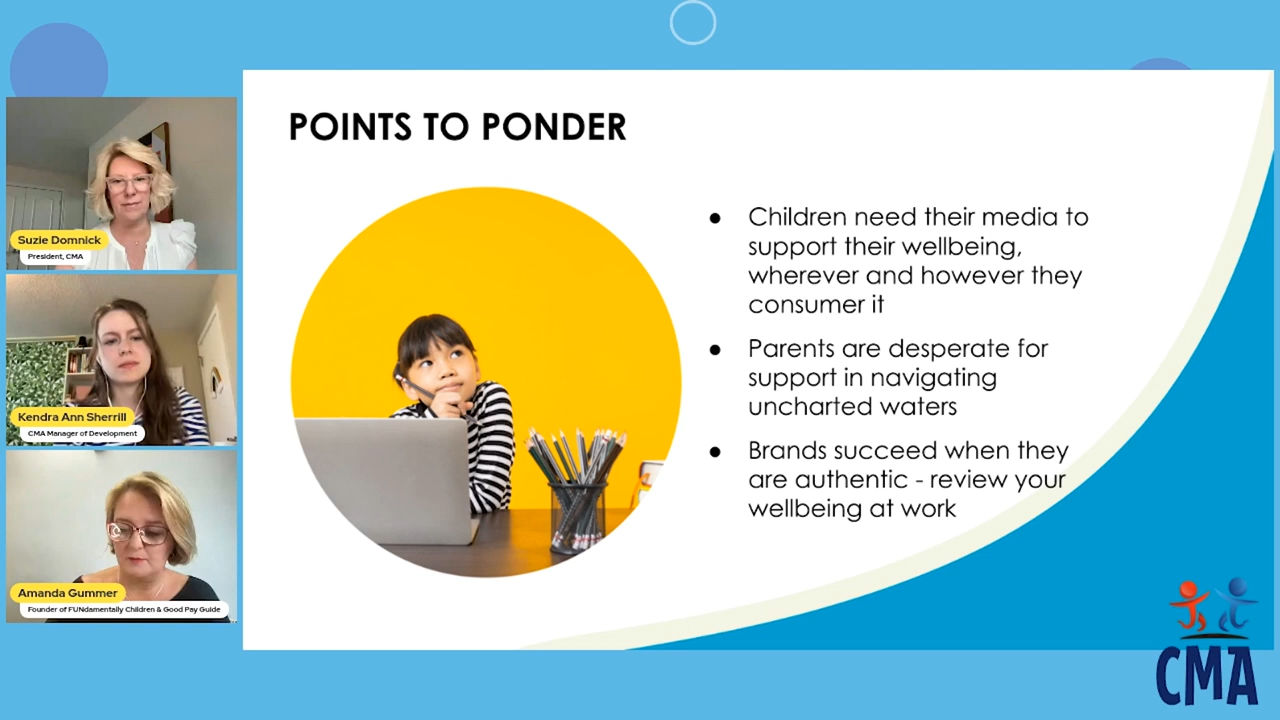 POINTS TO PONDER
Suzie Domnick
President, CMA
Kendra Ann Sherrill
CMA Manager of Development
Amanda Gummer
Founder of FUNdamentally Children & Good Pay Guide
● Children need their media to
support their wellbeing,
wherever and however they
consumer it
● Parents are desperate for
support in navigating
uncharted waters
● Brands succeed when they
are authentic - review your
wellbeing at work
CMA